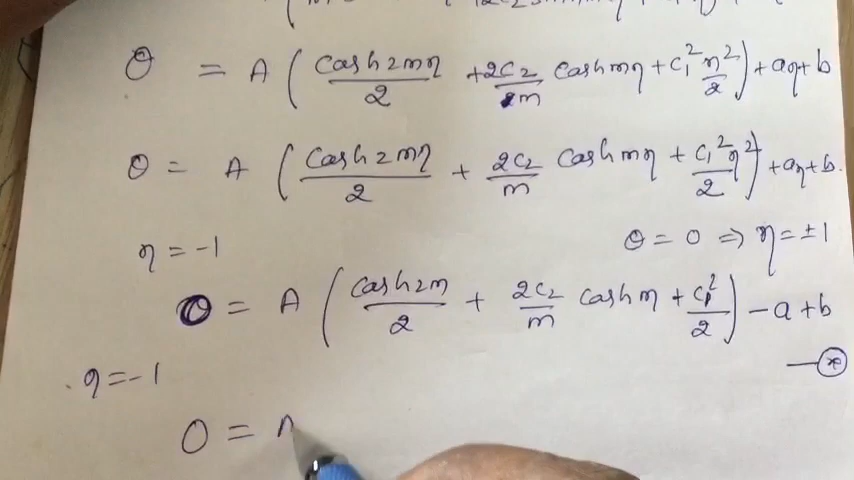 θ = A ( cosh 2mη / 2 + 2c₂ / m cosh mη + c₁² η² / 2 ) + aη + b
θ = A ( cosh 2mη / 2 + 2c₂ / m cosh mη + c₁² η² / 2 ) + aη + b.
η = -1 θ = 0 ⇒ η = ±1
0 = A ( cosh 2m / 2 + 2c₂ / m cosh m + c₁² / 2 ) - a + b
—(*)
η = -1
0 = A